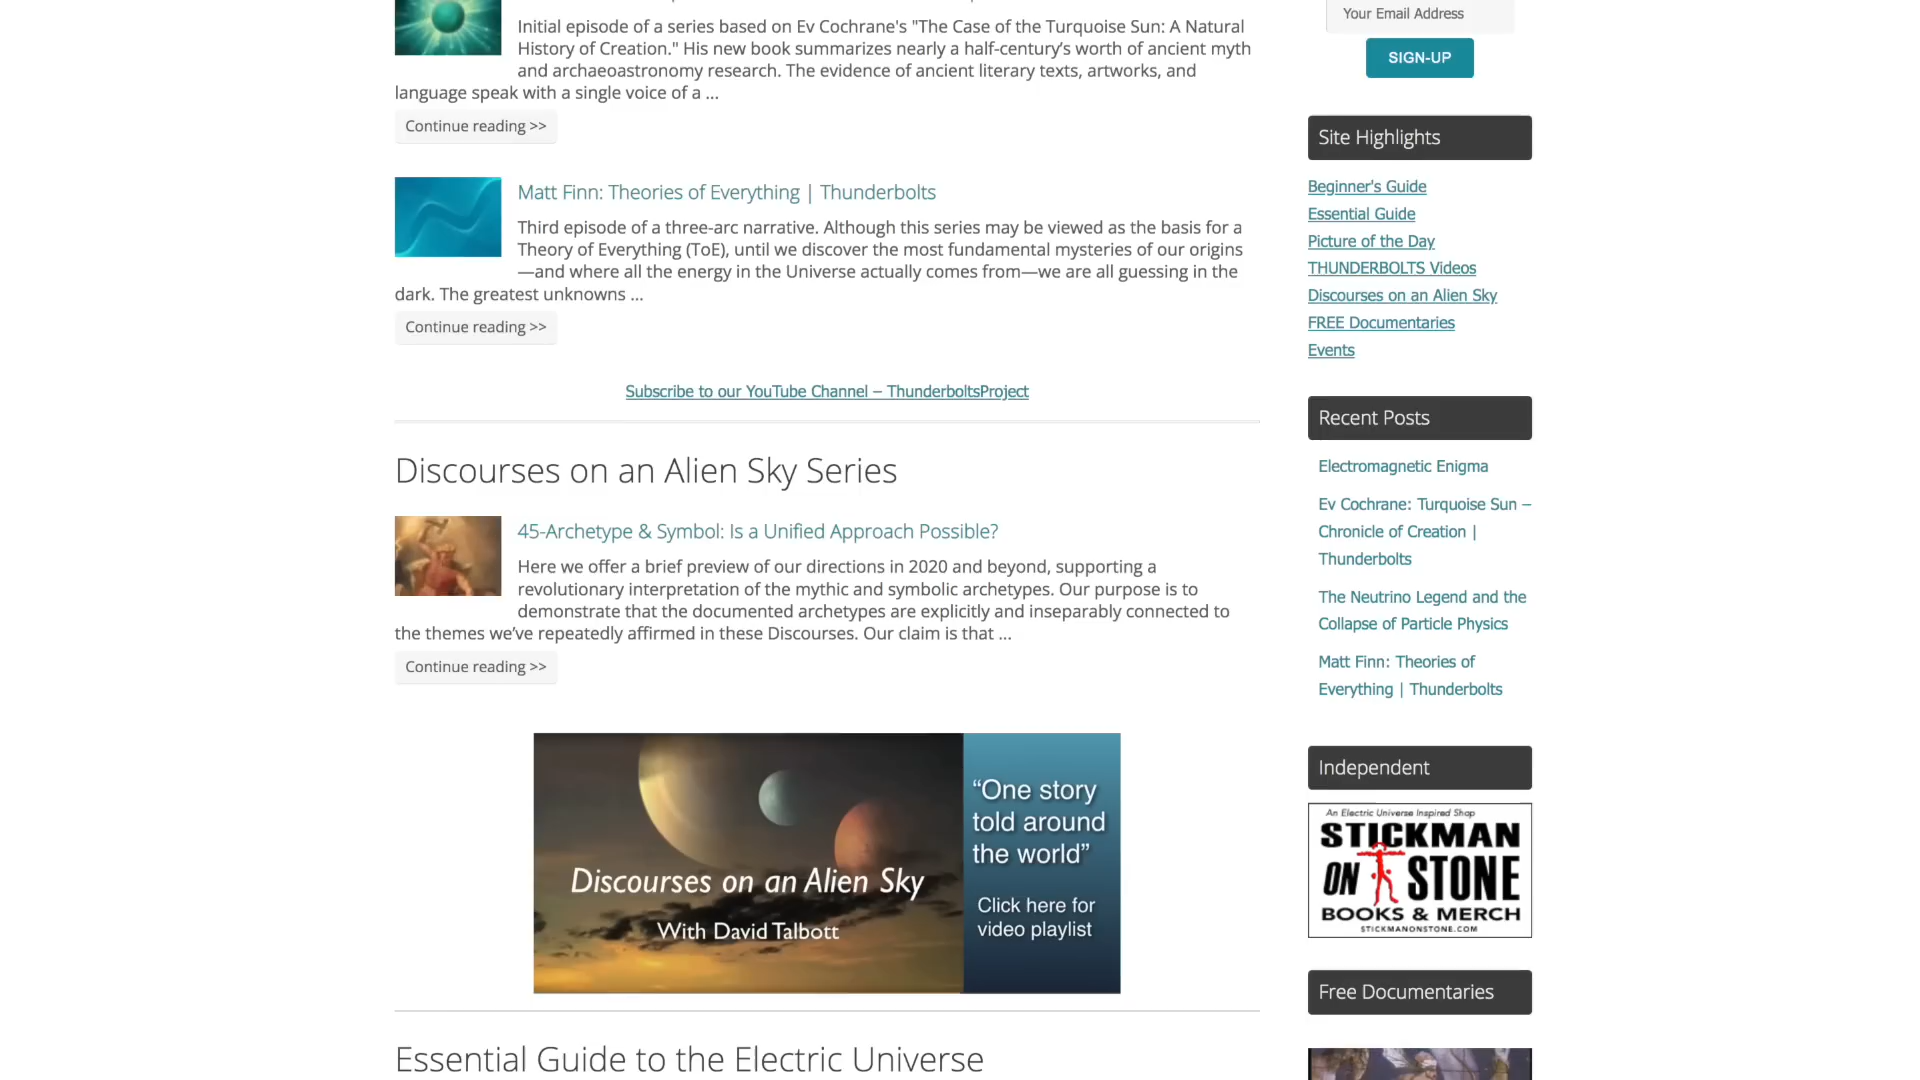 Initial episode of a series based on Ev Cochrane's "The Case of the Turquoise Sun: A Natural
History of Creation." His new book summarizes nearly a half-century’s worth of ancient myth
and archaeoastronomy research. The evidence of ancient literary texts, artworks, and
language speak with a single voice of a ...
Continue reading >>
Matt Finn: Theories of Everything | Thunderbolts
Third episode of a three-arc narrative. Although this series may be viewed as the basis for a
Theory of Everything (ToE), until we discover the most fundamental mysteries of our origins
—and where all the energy in the Universe actually comes from—we are all guessing in the
dark. The greatest unknowns ...
Continue reading >>
Subscribe to our YouTube Channel – ThunderboltsProject
Discourses on an Alien Sky Series
45-Archetype & Symbol: Is a Unified Approach Possible?
Here we offer a brief preview of our directions in 2020 and beyond, supporting a
revolutionary interpretation of the mythic and symbolic archetypes. Our purpose is to
demonstrate that the documented archetypes are explicitly and inseparably connected to
the themes we’ve repeatedly affirmed in these Discourses. Our claim is that ...
Continue reading >>
Discourses on an Alien Sky
With David Talbott
“One story
told around
the world”
Click here for
video playlist
Essential Guide to the Electric Universe
Your Email Address
SIGN-UP
Site Highlights
Beginner's Guide
Essential Guide
Picture of the Day
THUNDERBOLTS Videos
Discourses on an Alien Sky
FREE Documentaries
Events
Recent Posts
Electromagnetic Enigma
Ev Cochrane: Turquoise Sun –
Chronicle of Creation |
Thunderbolts
The Neutrino Legend and the
Collapse of Particle Physics
Matt Finn: Theories of
Everything | Thunderbolts
Independent
An Electric Universe Inspired Shop
STICKMAN
ON STONE
BOOKS & MERCH
STICKMANONSTONE.COM
Free Documentaries